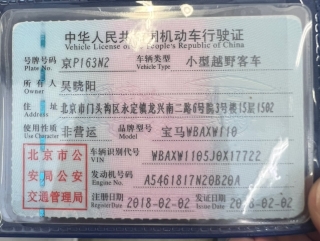 中华人民共和国机动车行驶证
Vehicle License of the People's Republic of China
号牌号码 京P163N2 车辆类型 小型越野客车
Plate No. Vehicle Type
所有人 吴晓阳
Owner
住址 北京市门头沟区永定镇龙兴南二路6号院3号楼15层1502
Address
使用性质 非营运 品牌型号 宝马WBAXW110
Use Character Model
北京市公安局公安交通管理局
车辆识别代号 WBAXW1105J0X17722
VIN
发动机号码 A5461817N20B20A
Engine No.
注册日期 2018-02-02 发证日期 2018-02-02
Register Date Issue Date